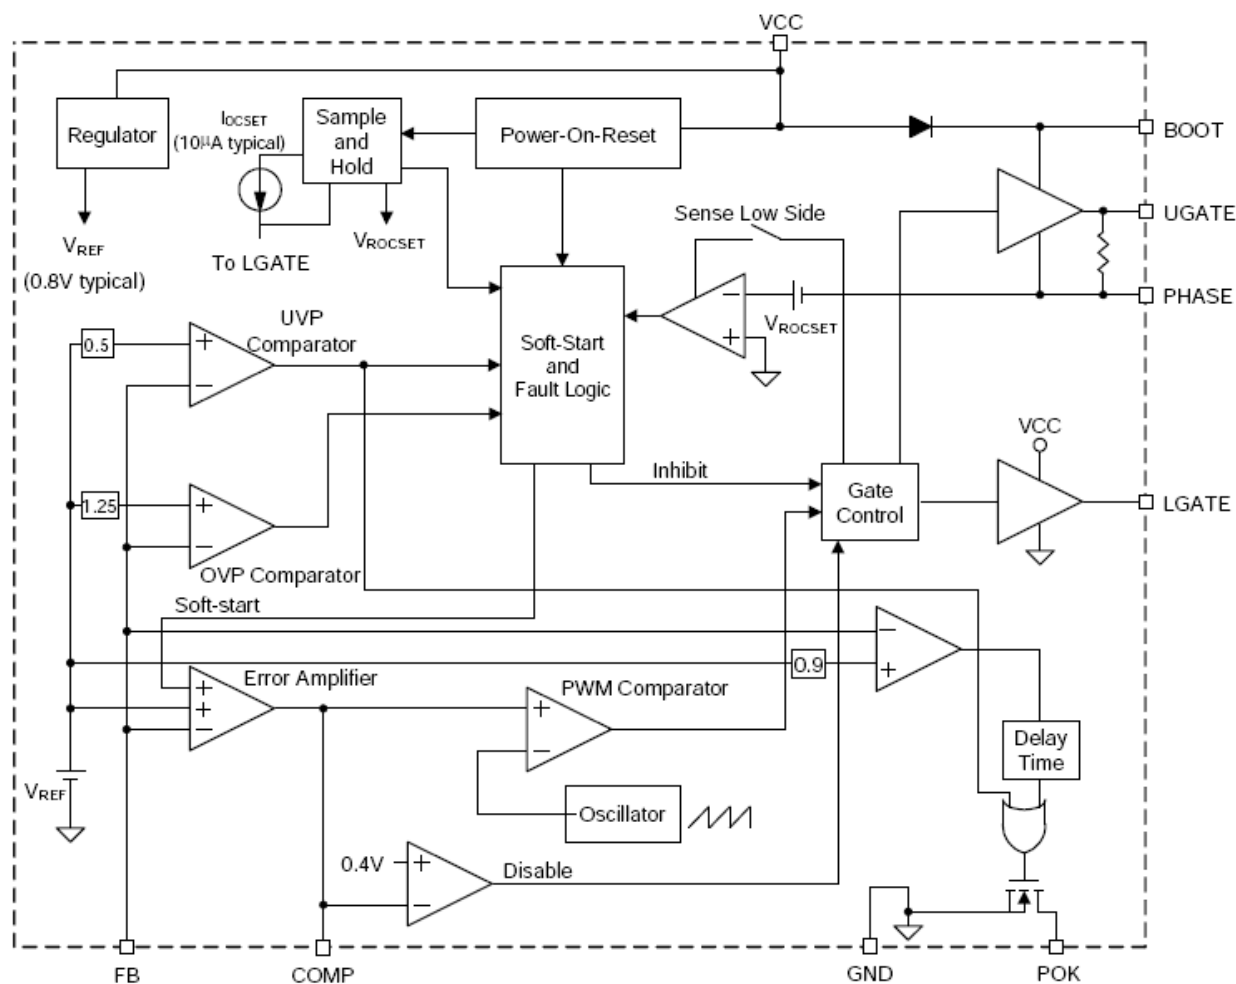 VCC
Regulator
IOCSET
(10µA typical)
Sample
and
Hold
Power-On-Reset
BOOT
UGATE
PHASE
VREF
(0.8V typical)
To LGATE
VROCSET
Sense Low Side
−
+
VROCSET
Soft-Start
and
Fault Logic
0.5
+
−
UVP
Comparator
1.25
+
−
OVP Comparator
Inhibit
Gate
Control
VCC
LGATE
Soft-start
−
+
0.9
Error Amplifier
+
+
−
PWM Comparator
+
−
Delay
Time
VREF
Oscillator
0.4V
+
−
Disable
FB
COMP
GND
POK